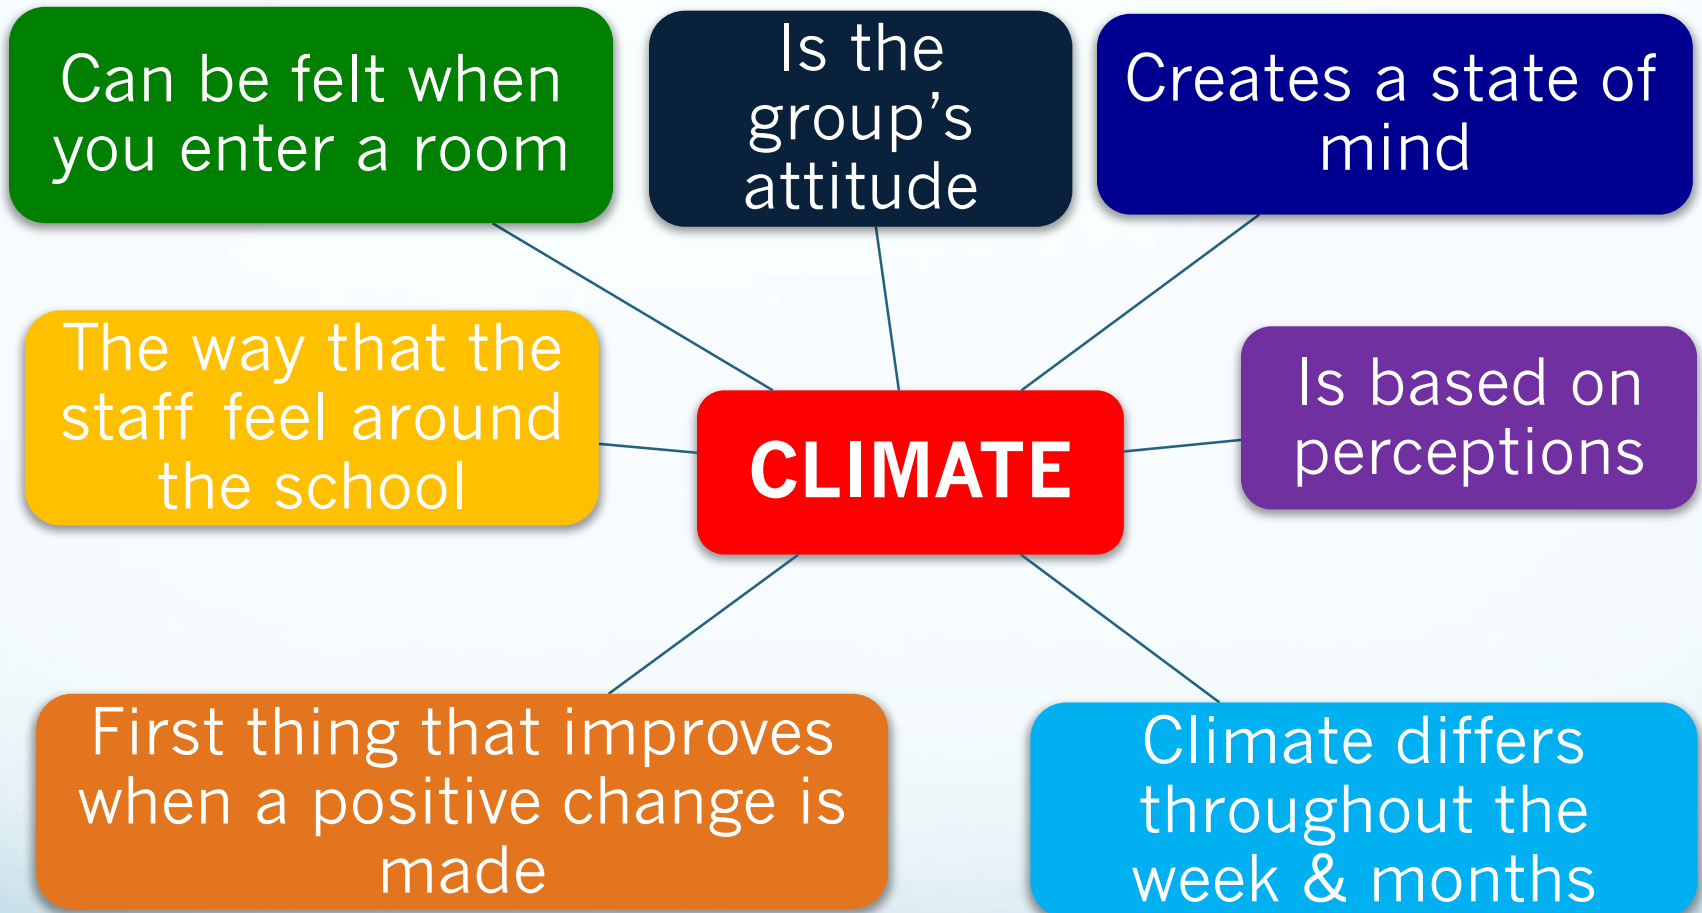 Can be felt when
you enter a room
Is the
group’s
attitude
Creates a state of
mind
The way that the
staff feel around
the school
CLIMATE
Is based on
perceptions
First thing that improves
when a positive change is
made
Climate differs
throughout the
week & months